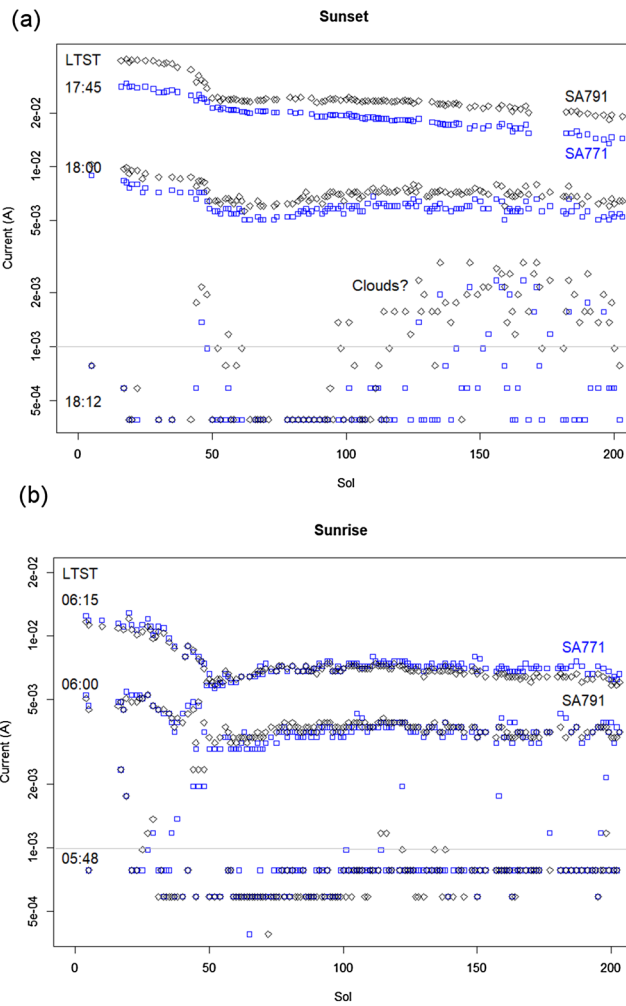 (a)
Sunset
LTST
17:45
18:00
18:12
SA791
SA771
Clouds?
Current (A)
2e-02
1e-02
5e-03
2e-03
1e-03
5e-04
0 50 100 150 200
Sol
(b)
Sunrise
LTST
06:15
06:00
05:48
SA771
SA791
Current (A)
2e-02
1e-02
5e-03
2e-03
1e-03
5e-04
0 50 100 150 200
Sol